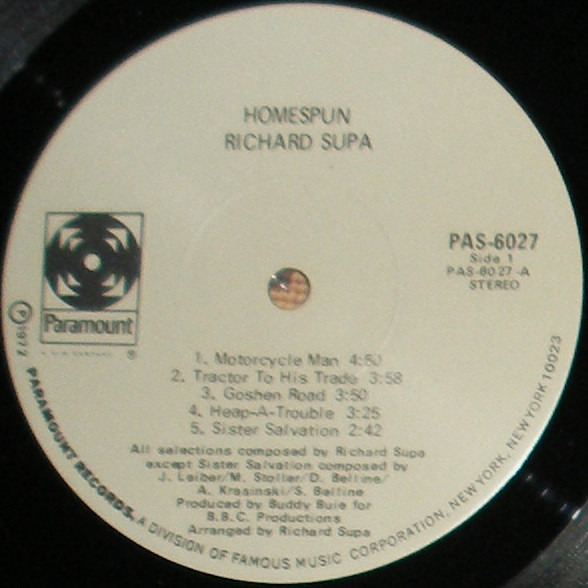 HOMESPUN
RICHARD SUPA
PAS-6027
Side 1
PAS-6027-A
STEREO
Paramount
®
Ⓟ1972
1. Motorcycle Man 4:50
2. Tractor To His Trade 3:58
3. Goshen Road 3:50
4. Heap-A-Trouble 3:25
5. Sister Salvation 2:42
All selections composed by Richard Supa
except Sister Salvation composed by
J. Leiber/M. Stoller/D. Belline/
A. Krasinski/S. Belline
Produced by Buddy Buie for
B.B.C. Productions
Arranged by Richard Supa
PARAMOUNT RECORDS, A DIVISION OF FAMOUS MUSIC CORPORATION, NEW YORK, NEW YORK 10023